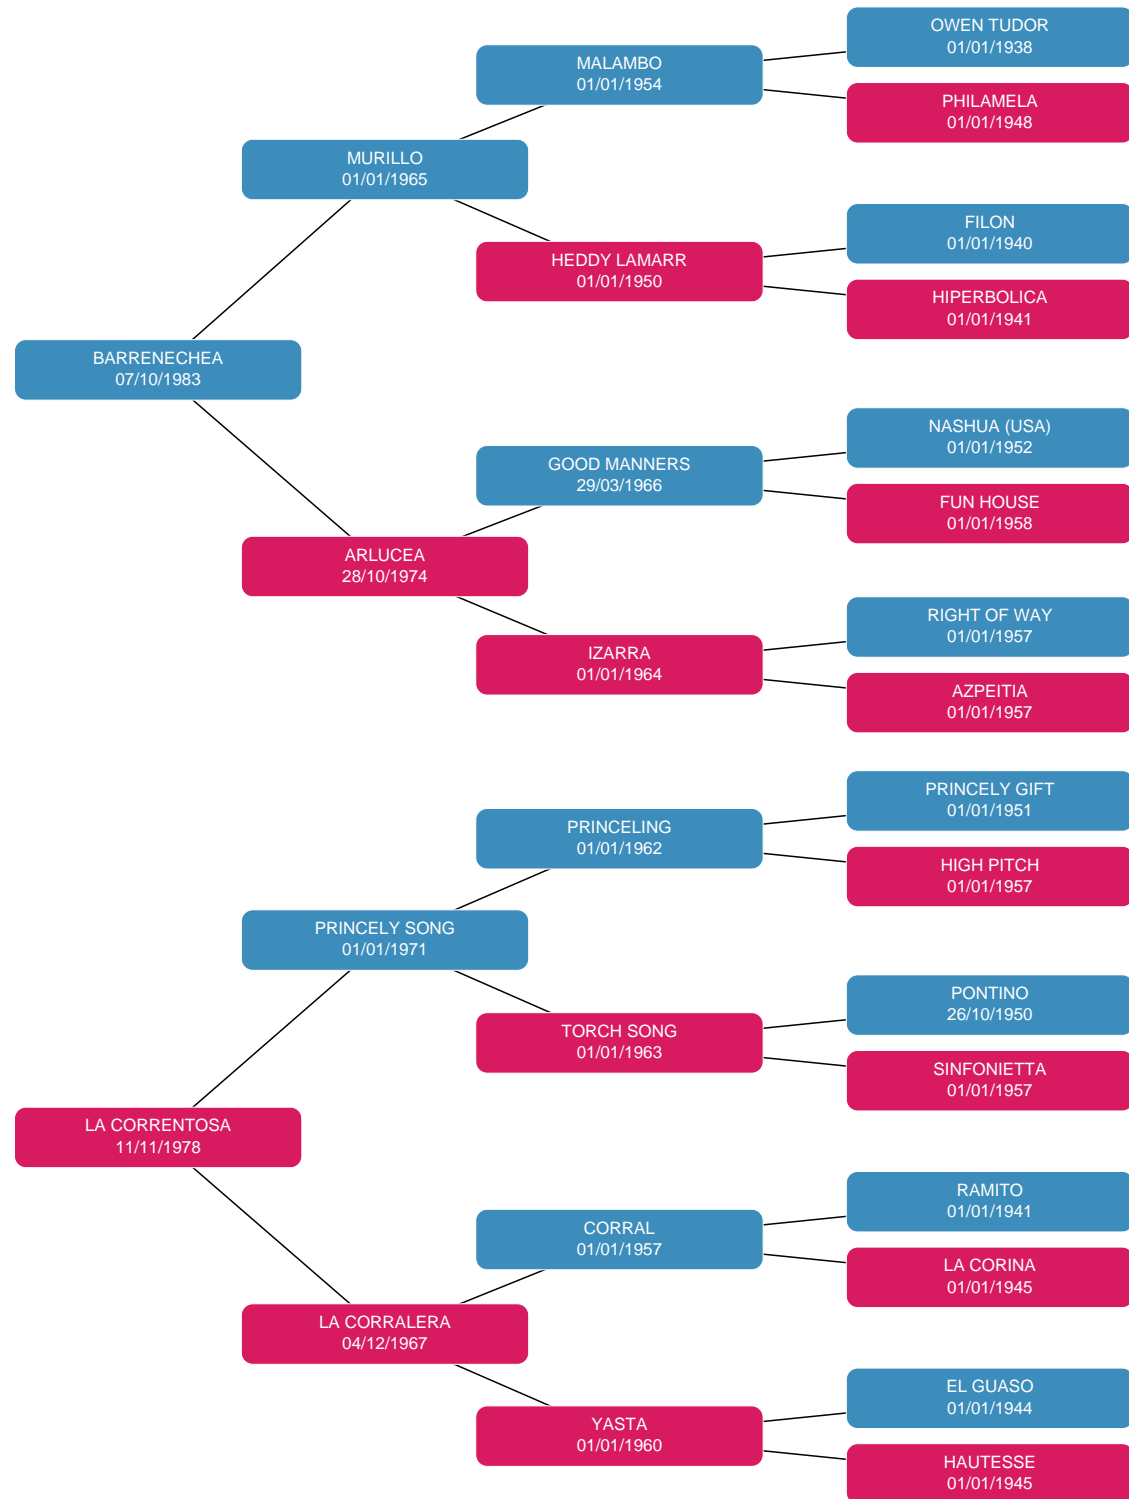 OWEN TUDOR
01/01/1938
MALAMBO
01/01/1954
PHILAMELA
01/01/1948
MURILLO
01/01/1965
FILON
01/01/1940
HEDDY LAMARR
01/01/1950
HIPERBOLICA
01/01/1941
BARRENECHEA
07/10/1983
NASHUA (USA)
01/01/1952
GOOD MANNERS
29/03/1966
FUN HOUSE
01/01/1958
ARLUCEA
28/10/1974
RIGHT OF WAY
01/01/1957
IZARRA
01/01/1964
AZPEITIA
01/01/1957
PRINCELY GIFT
01/01/1951
PRINCELING
01/01/1962
HIGH PITCH
01/01/1957
PRINCELY SONG
01/01/1971
PONTINO
26/10/1950
TORCH SONG
01/01/1963
SINFONIETTA
01/01/1957
LA CORRENTOSA
11/11/1978
RAMITO
01/01/1941
CORRAL
01/01/1957
LA CORINA
01/01/1945
LA CORRALERA
04/12/1967
EL GUASO
01/01/1944
YASTA
01/01/1960
HAUTESSE
01/01/1945